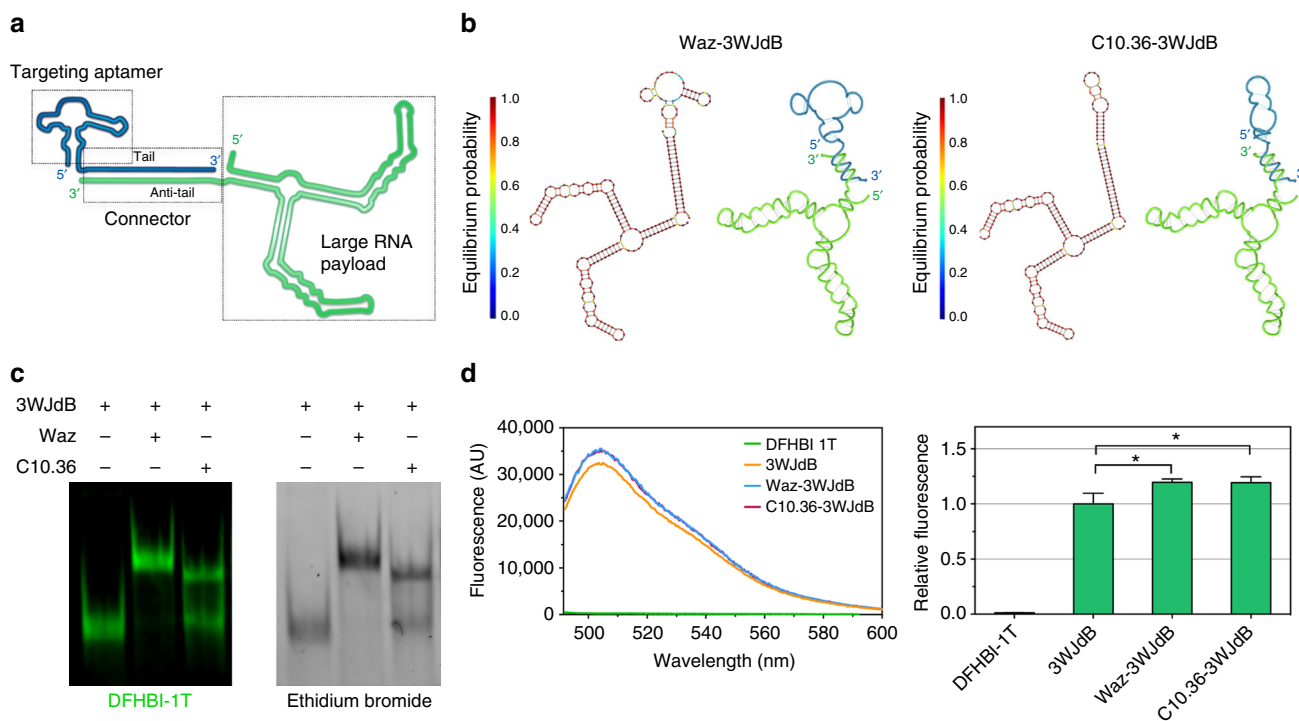 a
Targeting aptamer
Tail
5′
3′
5′
3′
Anti-tail
Connector
Large RNA
payload
b
Waz-3WJdB
Equilibrium probability
1.0
0.8
0.6
0.4
0.2
0.0
5′
3′
3′
5′
C10.36-3WJdB
Equilibrium probability
1.0
0.8
0.6
0.4
0.2
0.0
5′
3′
3′
5′
c
3WJdB + + + + + +
Waz − + − − + −
C10.36 − − + − − +
DFHBI-1T
Ethidium bromide
d
Fluorescence (AU)
40,000
30,000
20,000
10,000
0
500 520 540 560 580 600
Wavelength (nm)
DFHBI 1T
3WJdB
Waz-3WJdB
C10.36-3WJdB
Relative fluorescence
1.5
1.0
0.5
0.0
*
*
DFHBI-1T
3WJdB
Waz-3WJdB
C10.36-3WJdB